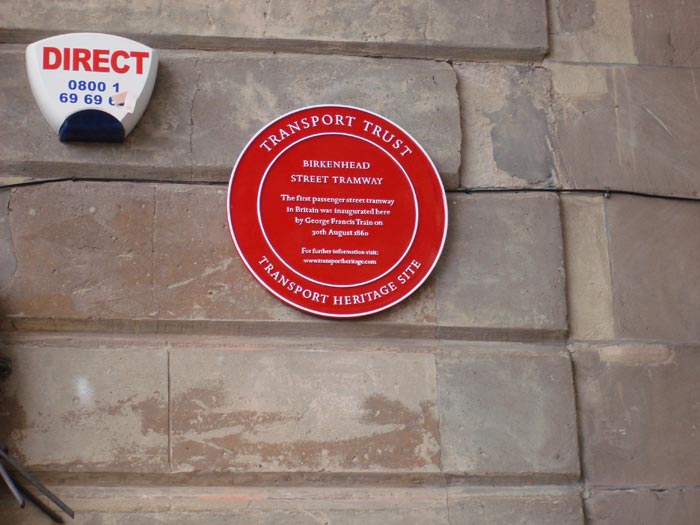 DIRECT
0800 1
69 69
TRANSPORT TRUST
BIRKENHEAD
STREET TRAMWAY
The first passenger street tramway
in Britain was inaugurated here
by George Francis Train on
30th August 1860
For further information visit:
www.transportheritage.com
TRANSPORT HERITAGE SITE